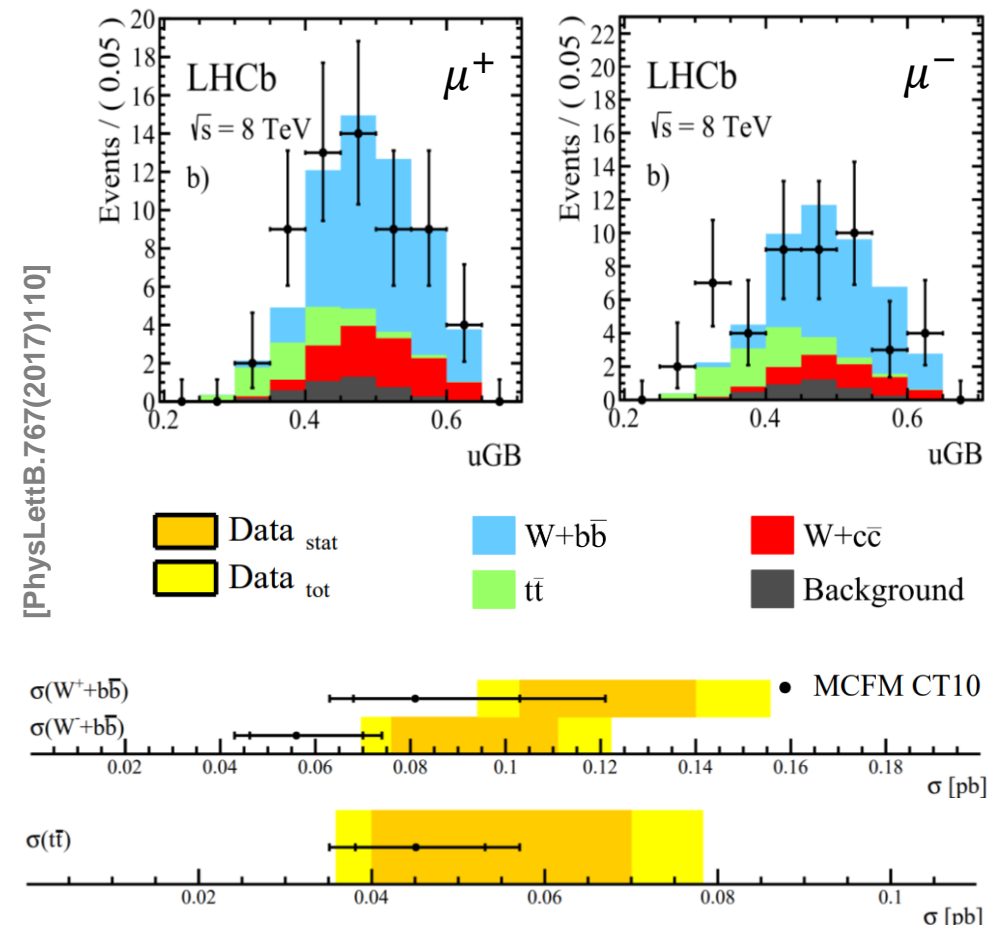 [PhysLettB.767(2017)110]
Events / ( 0.05 )
20
18
16
14
12
10
8
6
4
2
0
LHCb
μ⁺
√s = 8 TeV
b)
0.2
0.4
0.6
uGB
Events / ( 0.05 )
22
20
18
16
14
12
10
8
6
4
2
0
LHCb
μ⁻
√s = 8 TeV
b)
0.2
0.4
0.6
uGB
Data stat
W+bb̅
W+cc̅
Data tot
tt̅
Background
σ(W⁺+bb̅)
MCFM CT10
σ(W⁻+bb̅)
0.02 0.04 0.06 0.08 0.1 0.12 0.14 0.16 0.18
σ [pb]
σ(tt̅)
0.02 0.04 0.06 0.08 0.1
σ [pb]